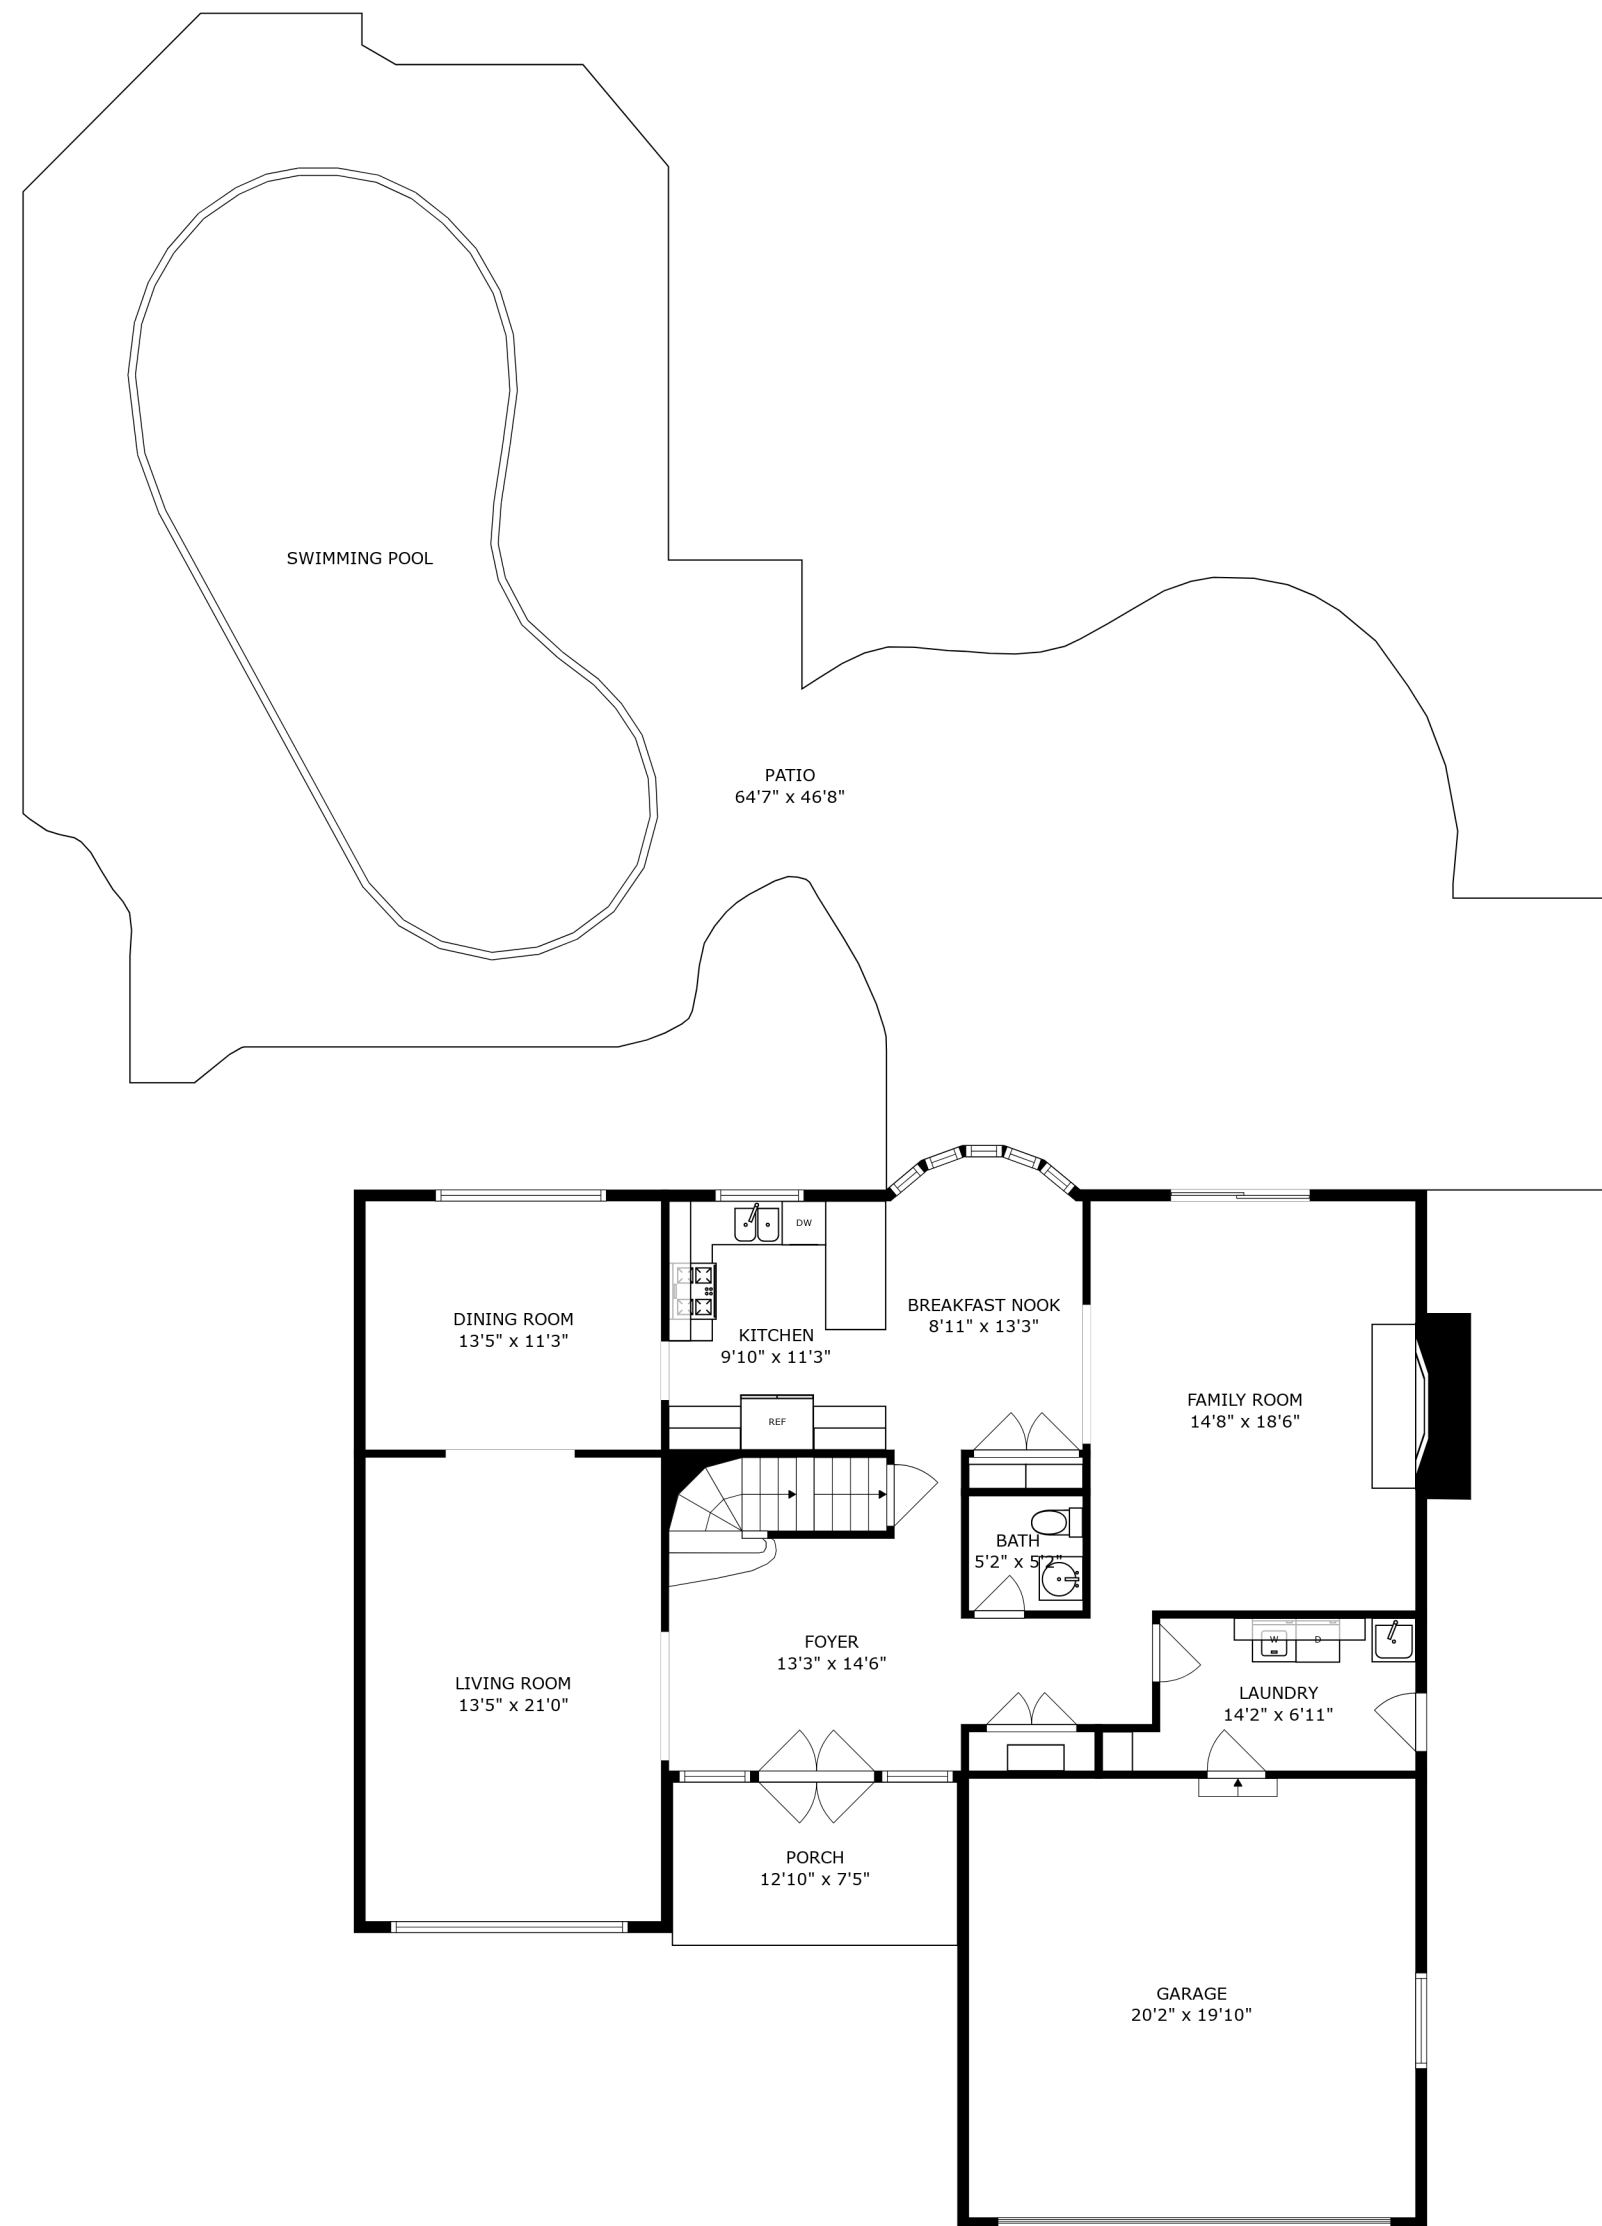 SWIMMING POOL
PATIO
64'7" x 46'8"
DW
BREAKFAST NOOK
8'11" x 13'3"
DINING ROOM
13'5" x 11'3"
KITCHEN
9'10" x 11'3"
FAMILY ROOM
14'8" x 18'6"
REF
BATH
5'2" x 5'2"
FOYER
13'3" x 14'6"
W
D
LIVING ROOM
13'5" x 21'0"
LAUNDRY
14'2" x 6'11"
PORCH
12'10" x 7'5"
GARAGE
20'2" x 19'10"